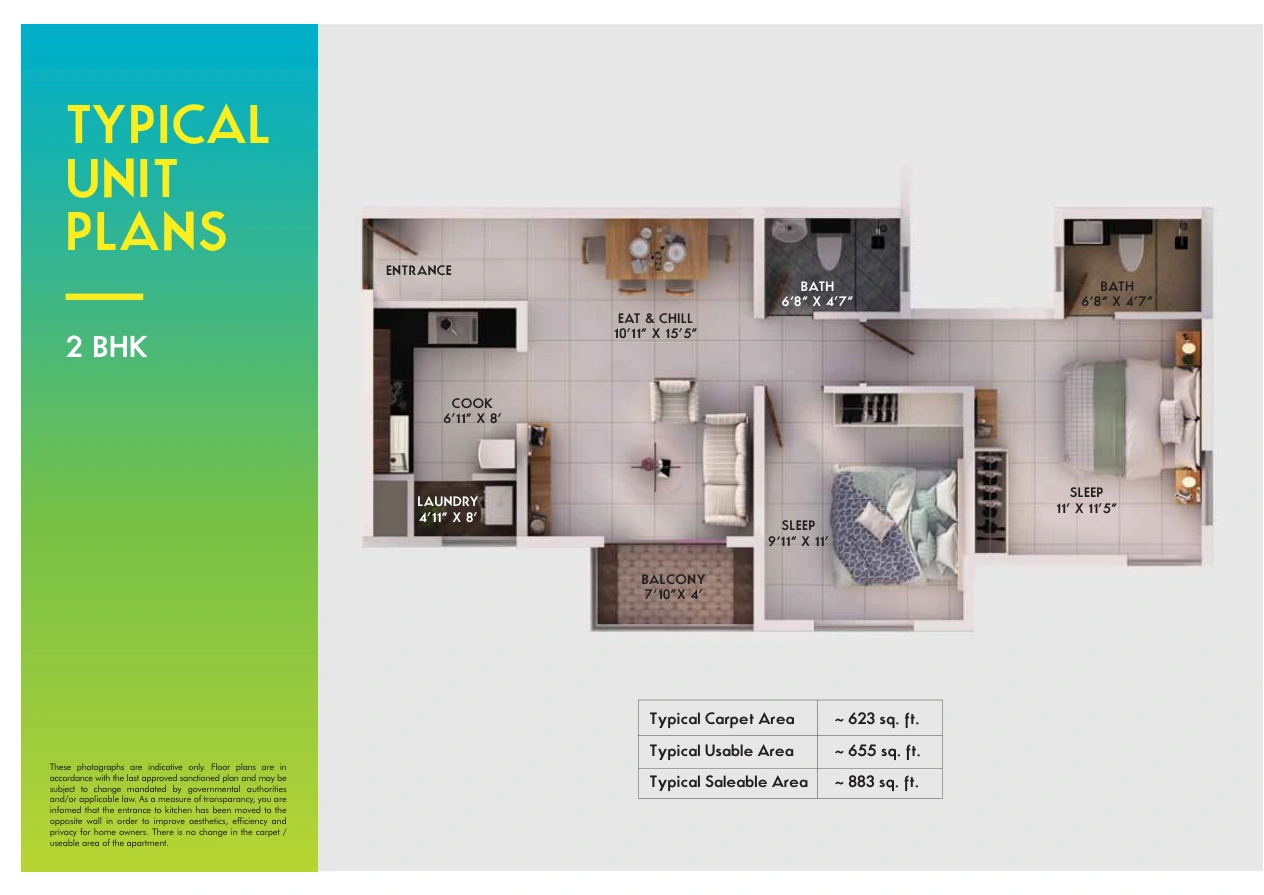 TYPICAL
UNIT
PLANS
2 BHK
These photographs are indicative only. Floor plans are in
accordance with the last approved sanctioned plan and may be
subject to change mandated by governmental authorities
and/or applicable law. As a measure of transparency, you are
infomed that the entrance to kitchen has been moved to the
opposite wall in order to improve aesthetics, efficiency and
privacy for home owners. There is no change in the carpet /
useable area of the apartment.
ENTRANCE
EAT & CHILL
10'11" X 15'5"
BATH
6'8" X 4'7"
BATH
6'8" X 4'7"
COOK
6'11" X 8'
LAUNDRY
4'11" X 8'
SLEEP
9'11" X 11'
SLEEP
11' X 11'5"
BALCONY
7'10"X 4'
Typical Carpet Area ~ 623 sq. ft.
Typical Usable Area ~ 655 sq. ft.
Typical Saleable Area ~ 883 sq. ft.